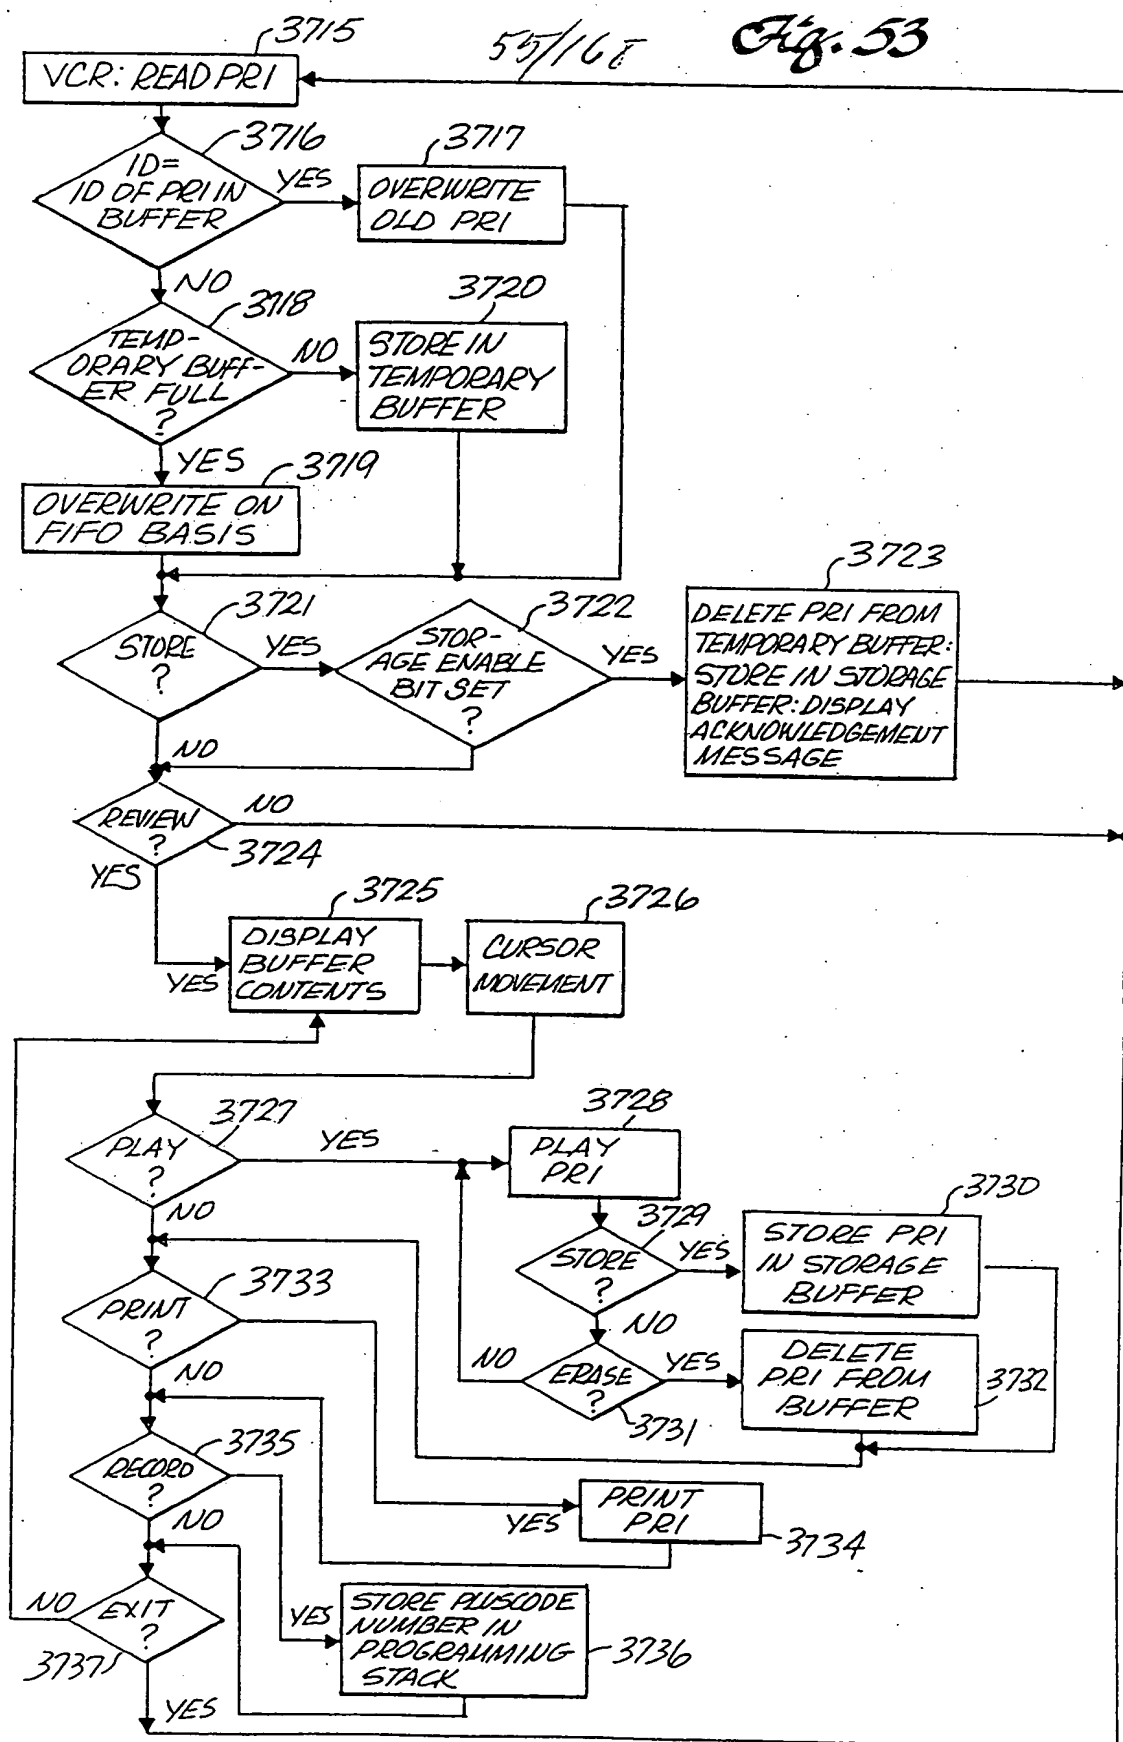 3715
55/168
Fig. 53
VCR: READ PRI
3716
ID=
ID OF PRI IN
BUFFER
YES
3717
OVERWRITE
OLD PRI
NO
3718
TEMP-
ORARY BUFF-
ER FULL
?
NO
3720
STORE IN
TEMPORARY
BUFFER
YES
3719
OVERWRITE ON
FIFO BASIS
3721
STORE
?
YES
3722
STOR-
AGE ENABLE
BIT SET
?
YES
3723
DELETE PRI FROM
TEMPORARY BUFFER:
STORE IN STORAGE
BUFFER: DISPLAY
ACKNOWLEDGEMENT
MESSAGE
NO
REVIEW
?
NO
3724
YES
3725
DISPLAY
BUFFER
CONTENTS
YES
3726
CURSOR
MOVEMENT
3727
PLAY
?
YES
3728
PLAY
PRI
NO
3729
STORE
?
YES
3730
STORE PRI
IN STORAGE
BUFFER
3733
PRINT
?
NO
NO
ERASE
?
YES
3731
DELETE
PRI FROM
BUFFER
3732
NO
3735
RECORD
?
YES
PRINT
PRI
3734
NO
EXIT
?
NO
3737
YES
STORE PLUSCODE
NUMBER IN
PROGRAMMING
STACK
3736
YES